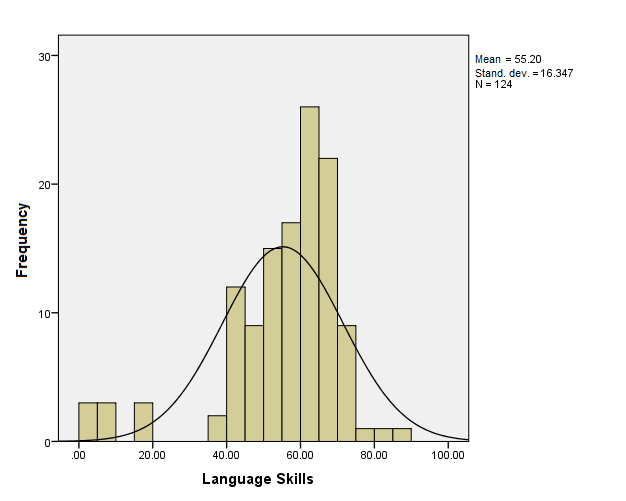 Mean = 55.20
Stand. dev. = 16.347
N = 124
Frequency
30
20
10
0
.00 20.00 40.00 60.00 80.00 100.00
Language Skills